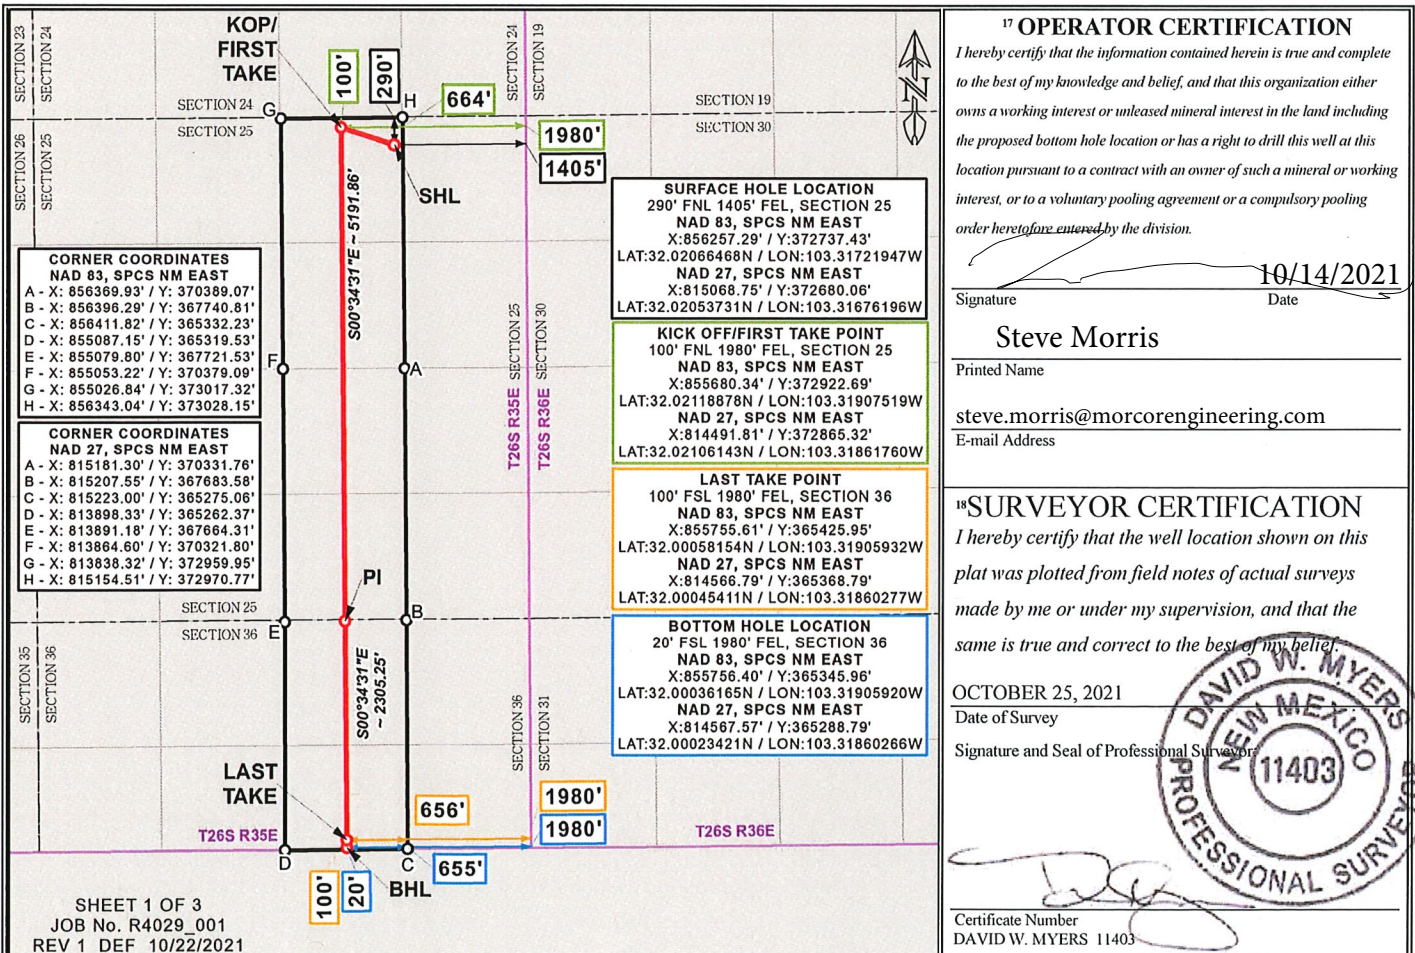 KOP/
FIRST
TAKE
100'
290'
664'
SECTION 23
SECTION 24
SECTION 24
SECTION 19
N
SECTION 24
G
H
SECTION 19
SECTION 25
SECTION 30
1980'
1405'
SECTION 26
SECTION 25
SHL
S00°34'31"E ~ 5191.86'
CORNER COORDINATES
NAD 83, SPCS NM EAST
A - X: 856369.93' / Y: 370389.07'
B - X: 856396.29' / Y: 367740.81'
C - X: 856411.82' / Y: 365332.23'
D - X: 855087.15' / Y: 365319.53'
E - X: 855079.80' / Y: 367721.53'
F - X: 855053.22' / Y: 370379.09'
G - X: 855026.84' / Y: 373017.32'
H - X: 856343.04' / Y: 373028.15'
CORNER COORDINATES
NAD 27, SPCS NM EAST
A - X: 815181.30' / Y: 370331.76'
B - X: 815207.55' / Y: 367683.58'
C - X: 815223.00' / Y: 365275.06'
D - X: 813898.33' / Y: 365262.37'
E - X: 813891.18' / Y: 367664.31'
F - X: 813864.60' / Y: 370321.80'
G - X: 813838.32' / Y: 372959.95'
H - X: 815154.51' / Y: 372970.77'
F
A
SECTION 25
SECTION 30
T26S R35E
T26S R36E
SURFACE HOLE LOCATION
290' FNL 1405' FEL, SECTION 25
NAD 83, SPCS NM EAST
X:856257.29' / Y:372737.43'
LAT:32.02066468N / LON:103.31721947W
NAD 27, SPCS NM EAST
X:815068.75' / Y:372680.06'
LAT:32.02053731N / LON:103.31676196W
KICK OFF/FIRST TAKE POINT
100' FNL 1980' FEL, SECTION 25
NAD 83, SPCS NM EAST
X:855680.34' / Y:372922.69'
LAT:32.02118878N / LON:103.31907519W
NAD 27, SPCS NM EAST
X:814491.81' / Y:372865.32'
LAT:32.02106143N / LON:103.31861760W
LAST TAKE POINT
100' FSL 1980' FEL, SECTION 36
NAD 83, SPCS NM EAST
X:855755.61' / Y:365425.95'
LAT:32.00058154N / LON:103.31905932W
NAD 27, SPCS NM EAST
X:814566.79' / Y:365368.79'
LAT:32.00045411N / LON:103.31860277W
BOTTOM HOLE LOCATION
20' FSL 1980' FEL, SECTION 36
NAD 83, SPCS NM EAST
X:855756.40' / Y:365345.96'
LAT:32.00036165N / LON:103.31905920W
NAD 27, SPCS NM EAST
X:814567.57' / Y:365288.79'
LAT:32.00023421N / LON:103.31860266W
PI
SECTION 25
SECTION 36
E
B
S00°34'31"E
~ 2305.25'
SECTION 35
SECTION 36
SECTION 36
SECTION 31
LAST
TAKE
656'
1980'
1980'
T26S R35E
T26S R36E
D
C
655'
100'
20'
BHL
SHEET 1 OF 3
JOB No. R4029_001
REV 1 DEF 10/22/2021
17 OPERATOR CERTIFICATION
I hereby certify that the information contained herein is true and complete
to the best of my knowledge and belief, and that this organization either
owns a working interest or unleased mineral interest in the land including
the proposed bottom hole location or has a right to drill this well at this
location pursuant to a contract with an owner of such a mineral or working
interest, or to a voluntary pooling agreement or a compulsory pooling
order heretofore entered by the division.
10/14/2021
Signature Date
Steve Morris
Printed Name
steve.morris@morcorengineering.com
E-mail Address
18SURVEYOR CERTIFICATION
I hereby certify that the well location shown on this
plat was plotted from field notes of actual surveys
made by me or under my supervision, and that the
same is true and correct to the best of my belief.
OCTOBER 25, 2021
Date of Survey
Signature and Seal of Professional Surveyor:
DAVID W. MYERS
NEW MEXICO
11403
PROFESSIONAL SURVEYOR
Certificate Number
DAVID W. MYERS 11403